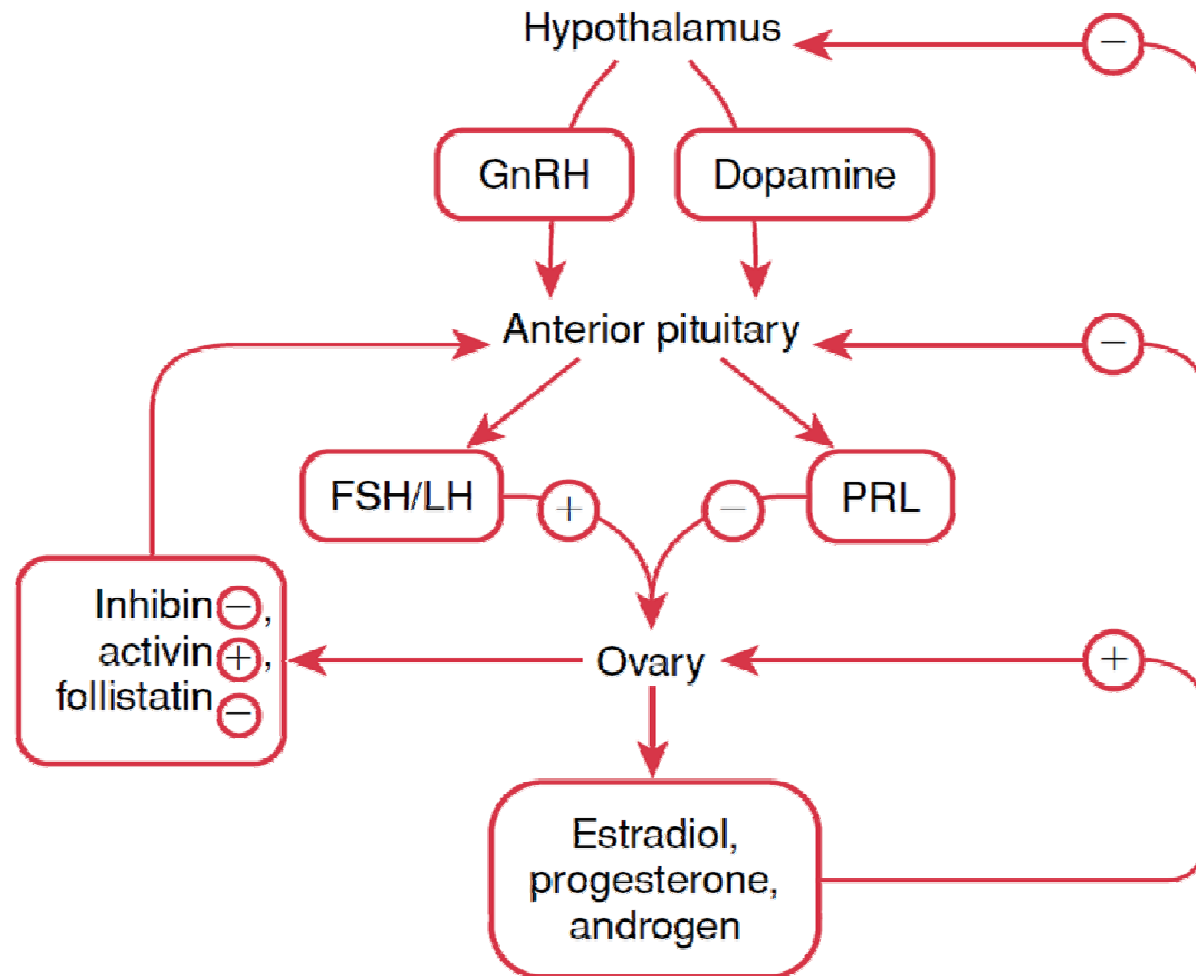 Hypothalamus
−
GnRH
Dopamine
Anterior pituitary
−
FSH/LH
+
−
PRL
Inhibin −,
activin +,
follistatin −
Ovary
+
Estradiol,
progesterone,
androgen